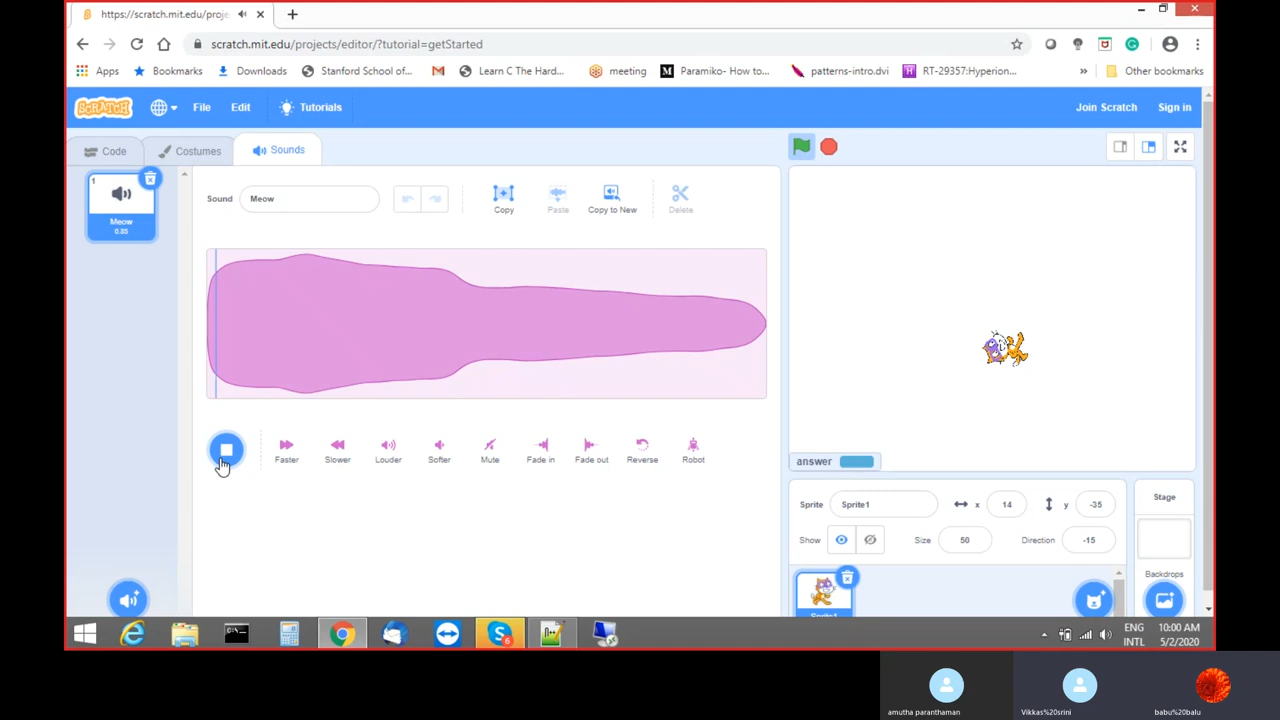 https://scratch.mit.edu/proje
scratch.mit.edu/projects/editor/?tutorial=getStarted
Apps Bookmarks Downloads Stanford School of... Learn C The Hard... meeting Paramiko- How to... patterns-intro.dvi RT-29357:Hyperion... » Other bookmarks
SCRATCH File Edit Tutorials Join Scratch Sign in
Code Costumes Sounds
1
Meow
0.85
Sound Meow Copy Paste Copy to New Delete
Faster Slower Louder Softer Mute Fade in Fade out Reverse Robot
answer
Sprite Sprite1 x 14 y -35
Show Size 50 Direction -15
Stage
Backdrops
Sprite1
6
ENG 10:00 AM
INTL 5/2/2020
amutha paranthaman Vikkas%20srini babu%20balu